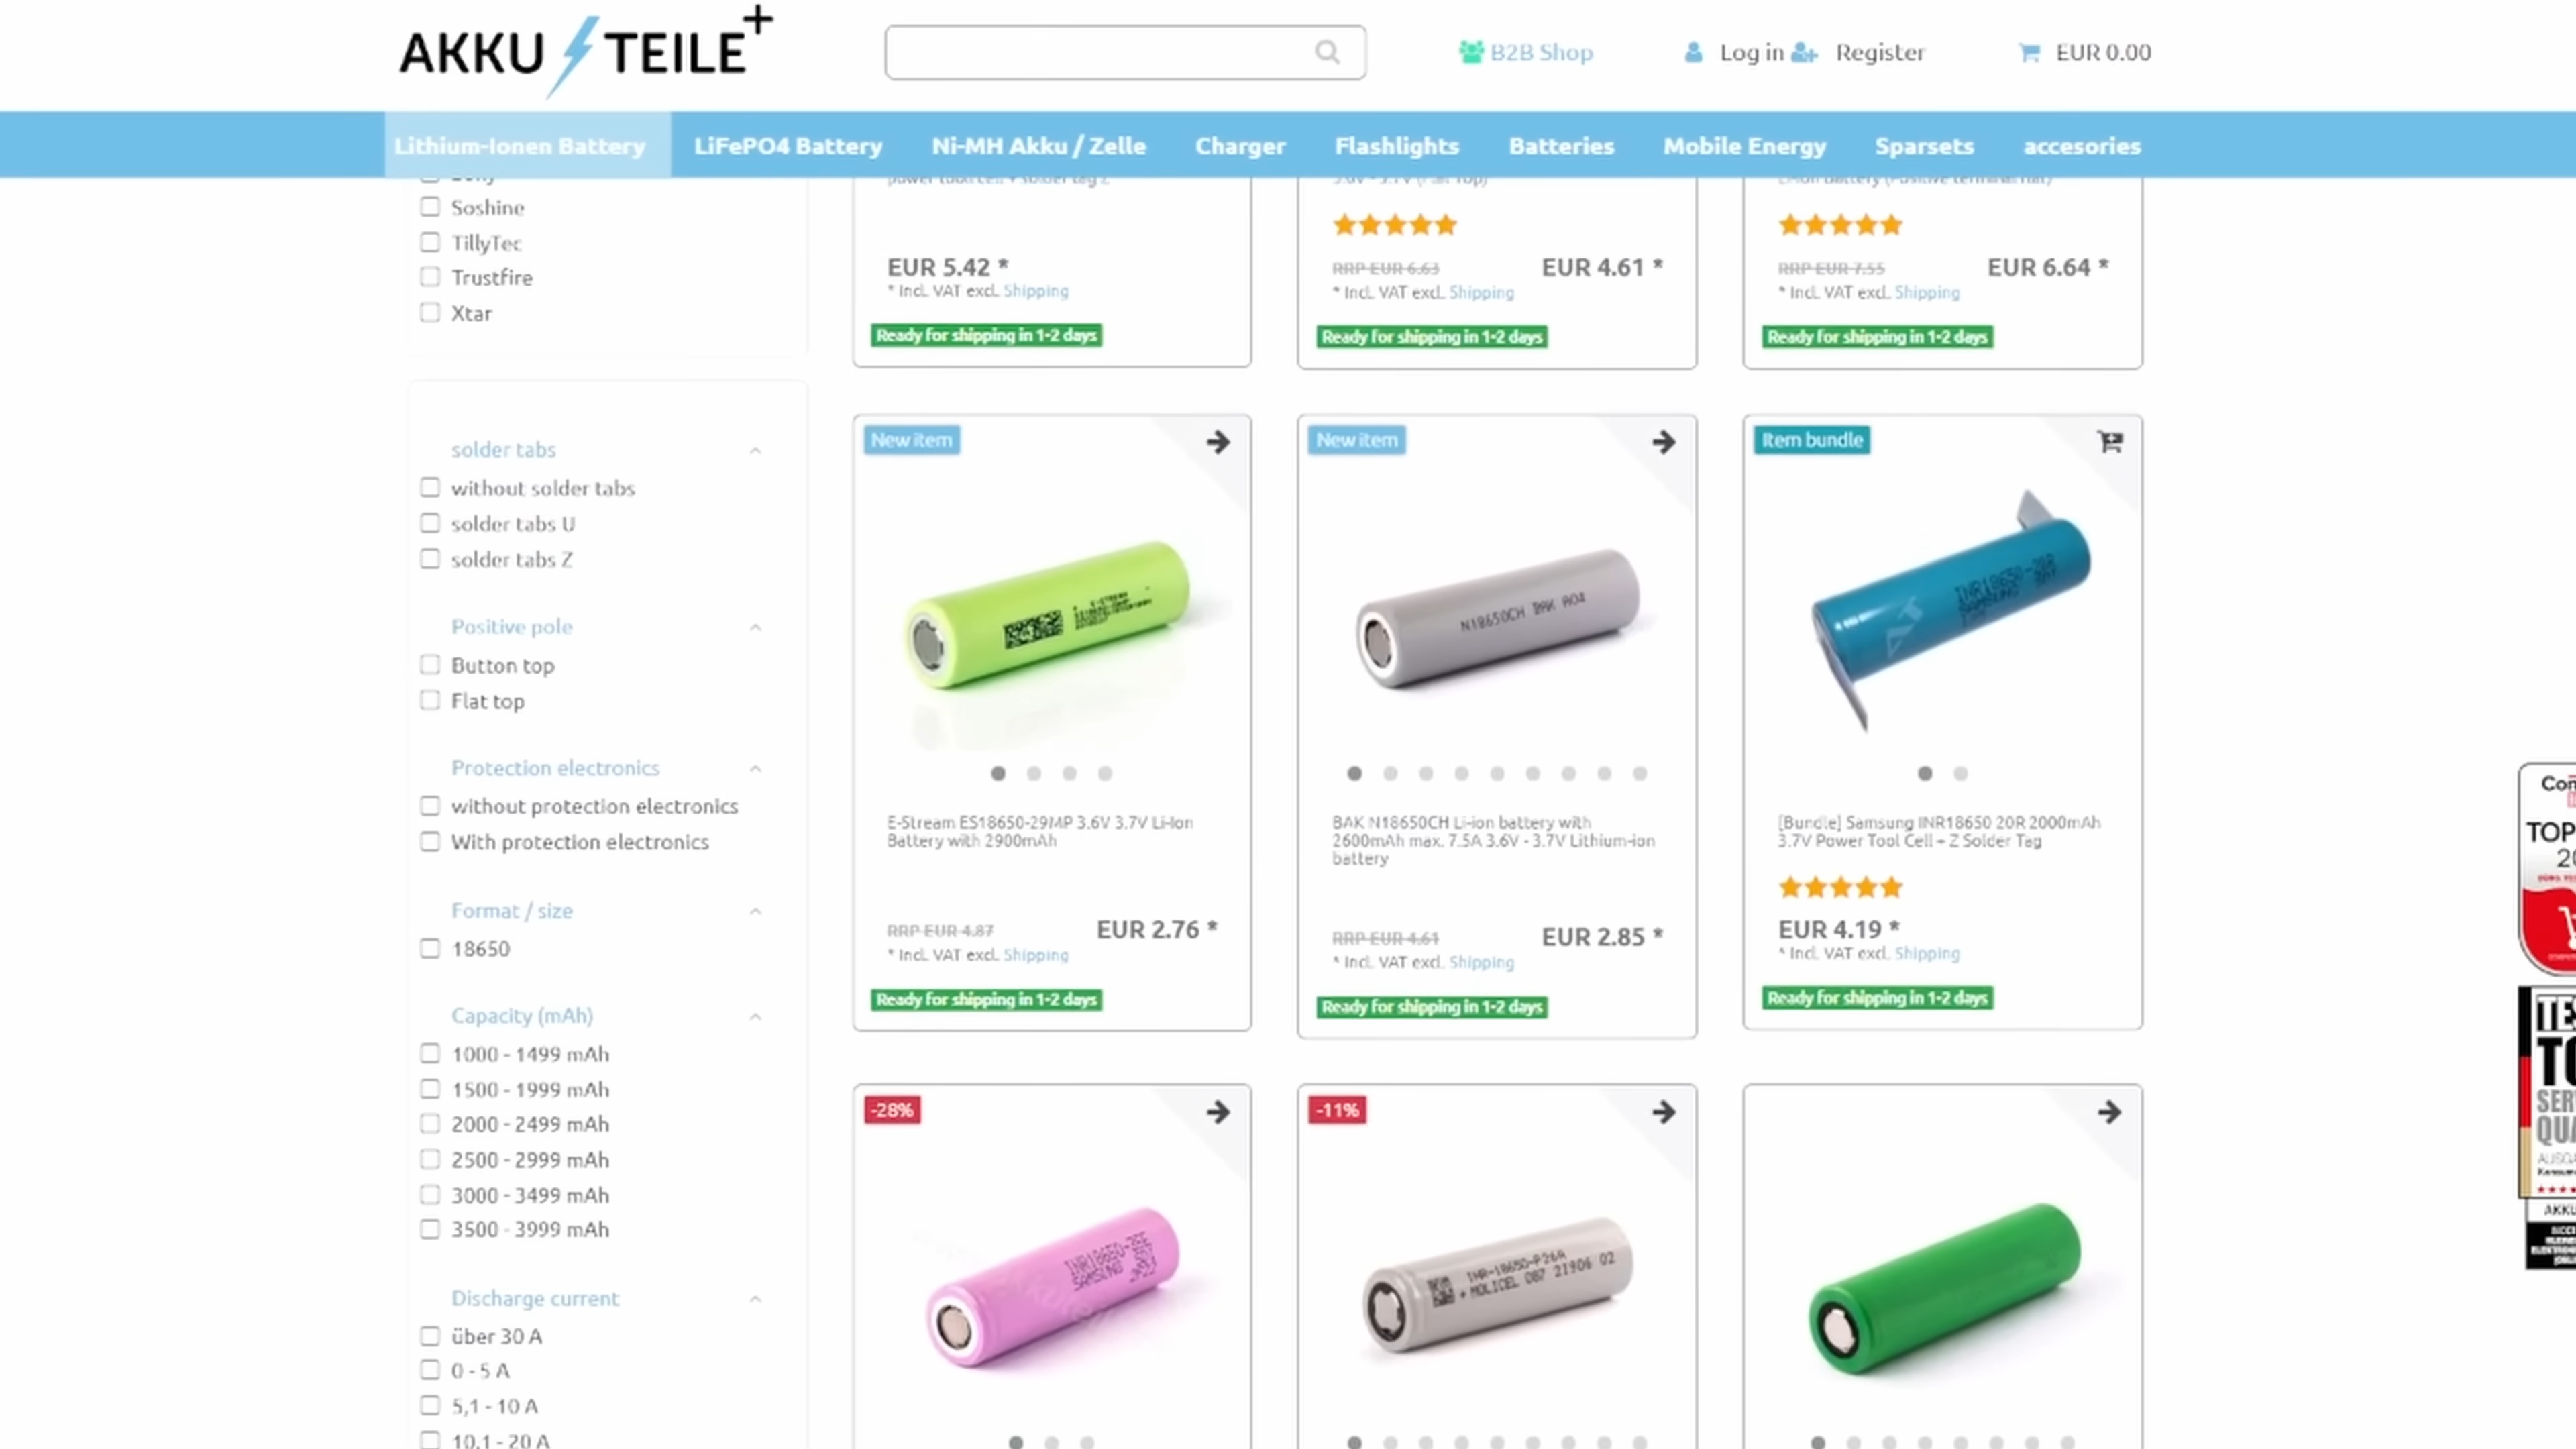 AKKU TEILE+
B2B Shop
Log in
Register
EUR 0.00
Lithium-Ionen Battery
LiFePO4 Battery
Ni-MH Akku / Zelle
Charger
Flashlights
Batteries
Mobile Energy
Sparsets
accesories
Soshine
TillyTec
Trustfire
Xtar
solder tabs
without solder tabs
solder tabs U
solder tabs Z
Positive pole
Button top
Flat top
Protection electronics
without protection electronics
With protection electronics
Format / size
18650
Capacity (mAh)
1000 - 1499 mAh
1500 - 1999 mAh
2000 - 2499 mAh
2500 - 2999 mAh
3000 - 3499 mAh
3500 - 3999 mAh
Discharge current
über 30 A
0 - 5 A
5,1 - 10 A
10,1 - 20 A
EUR 5.42 *
* Incl. VAT excl. Shipping
Ready for shipping in 1-2 days
RRP EUR 6.63
EUR 4.61 *
* Incl. VAT excl. Shipping
Ready for shipping in 1-2 days
RRP EUR 7.55
EUR 6.64 *
* Incl. VAT excl. Shipping
Ready for shipping in 1-2 days
New item
E-Stream ES18650-29MP 3.6V 3.7V Li-Ion
Battery with 2900mAh
RRP EUR 4.87
EUR 2.76 *
* Incl. VAT excl. Shipping
Ready for shipping in 1-2 days
New item
N18650CH BAK A04
BAK N18650CH Li-ion battery with
2600mAh max. 7.5A 3.6V - 3.7V Lithium-ion
battery
RRP EUR 4.61
EUR 2.85 *
* Incl. VAT excl. Shipping
Ready for shipping in 1-2 days
Item bundle
INR18650-20R
SAMSUNG
[Bundle] Samsung INR18650 20R 2000mAh
3.7V Power Tool Cell + Z Solder Tag
EUR 4.19 *
* Incl. VAT excl. Shipping
Ready for shipping in 1-2 days
-28%
SAMSUNG
-11%
INR-18650-P26A
+ MOLICEL 087 21906 02
TOP